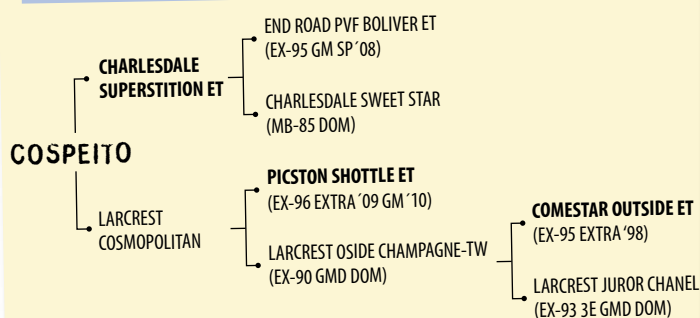 END ROAD PVF BOLIVER ET
(EX-95 GM SP´08)
CHARLESDALE
SUPERSTITION ET
CHARLESDALE SWEET STAR
(MB-85 DOM)
COSPEITO
PICSTON SHOTTLE ET
(EX-96 EXTRA´09 GM´10)
LARCREST
COSMOPOLITAN
LARCREST OSIDE CHAMPAGNE-TW
(EX-90 GMD DOM)
COMESTAR OUTSIDE ET
(EX-95 EXTRA‘98)
LARCREST JUROR CHANEL
(EX-93 3E GMD DOM)